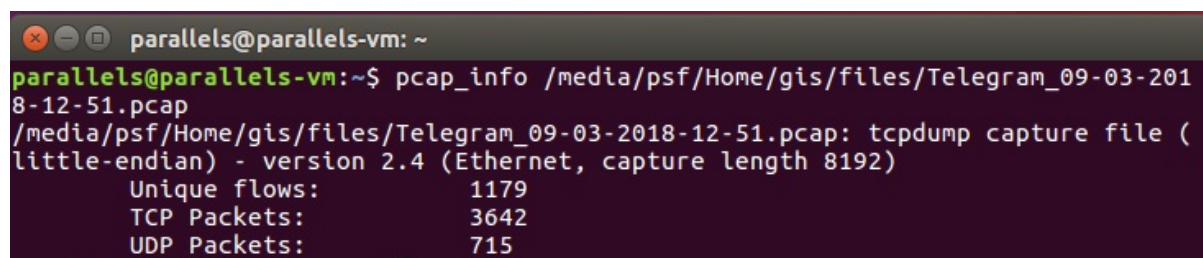 parallels@parallels-vm: ~
parallels@parallels-vm:~$ pcap_info /media/psf/Home/gis/files/Telegram_09-03-201
8-12-51.pcap
/media/psf/Home/gis/files/Telegram_09-03-2018-12-51.pcap: tcpdump capture file (
little-endian) - version 2.4 (Ethernet, capture length 8192)
        Unique flows:           1179
        TCP Packets:            3642
        UDP Packets:            715